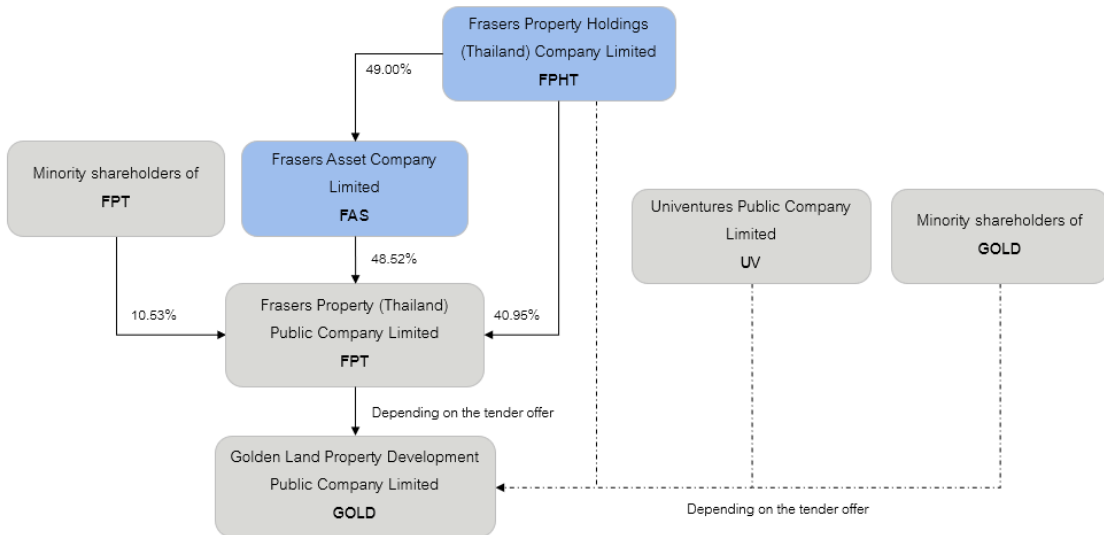 Frasers Property Holdings
(Thailand) Company Limited
FPHT
49.00%
Minority shareholders of
FPT
Frasers Asset Company
Limited
FAS
Univentures Public Company
Limited
UV
Minority shareholders of
GOLD
48.52%
10.53%
Frasers Property (Thailand)
Public Company Limited
FPT
40.95%
Depending on the tender offer
Golden Land Property Development
Public Company Limited
GOLD
Depending on the tender offer